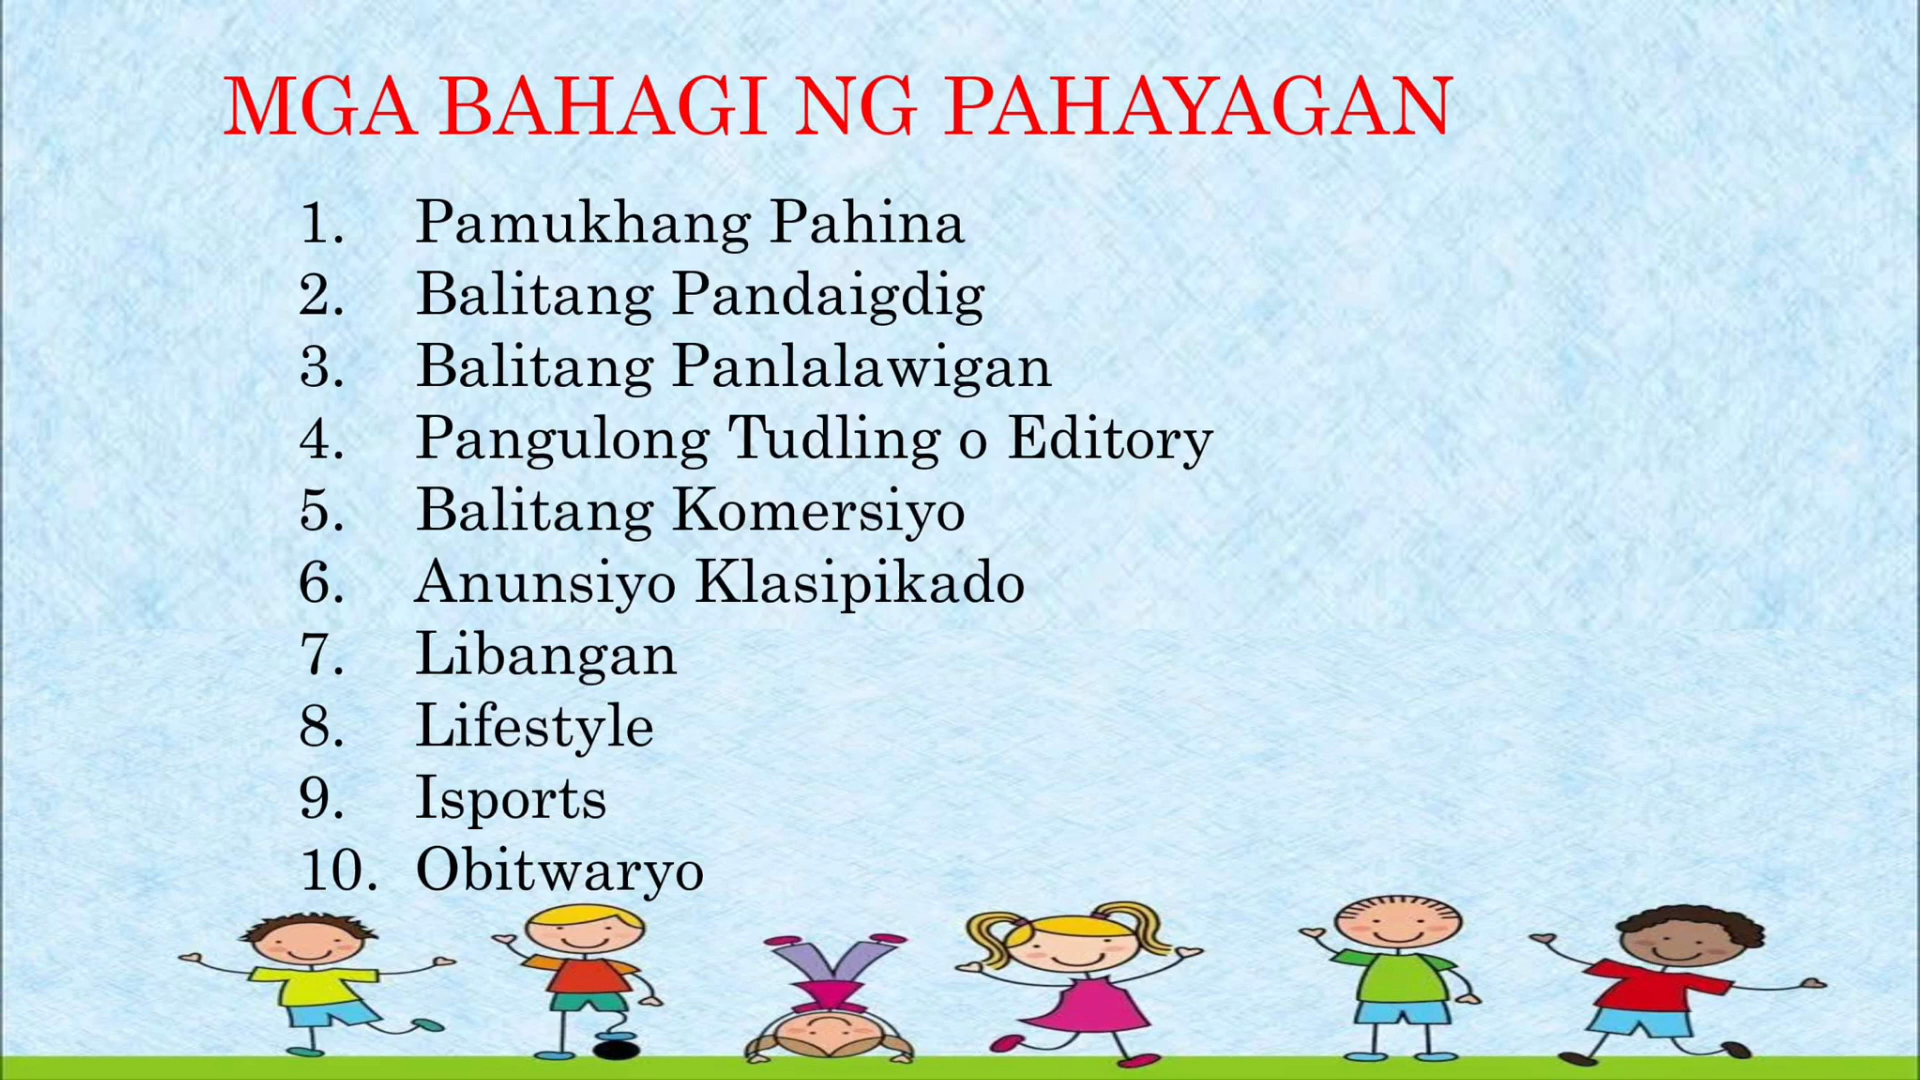 MGA BAHAGI NG PAHAYAGAN
1. Pamukhang Pahina
2. Balitang Pandaigdig
3. Balitang Panlalawigan
4. Pangulong Tudling o Editory
5. Balitang Komersiyo
6. Anunsiyo Klasipikado
7. Libangan
8. Lifestyle
9. Isports
10. Obitwaryo